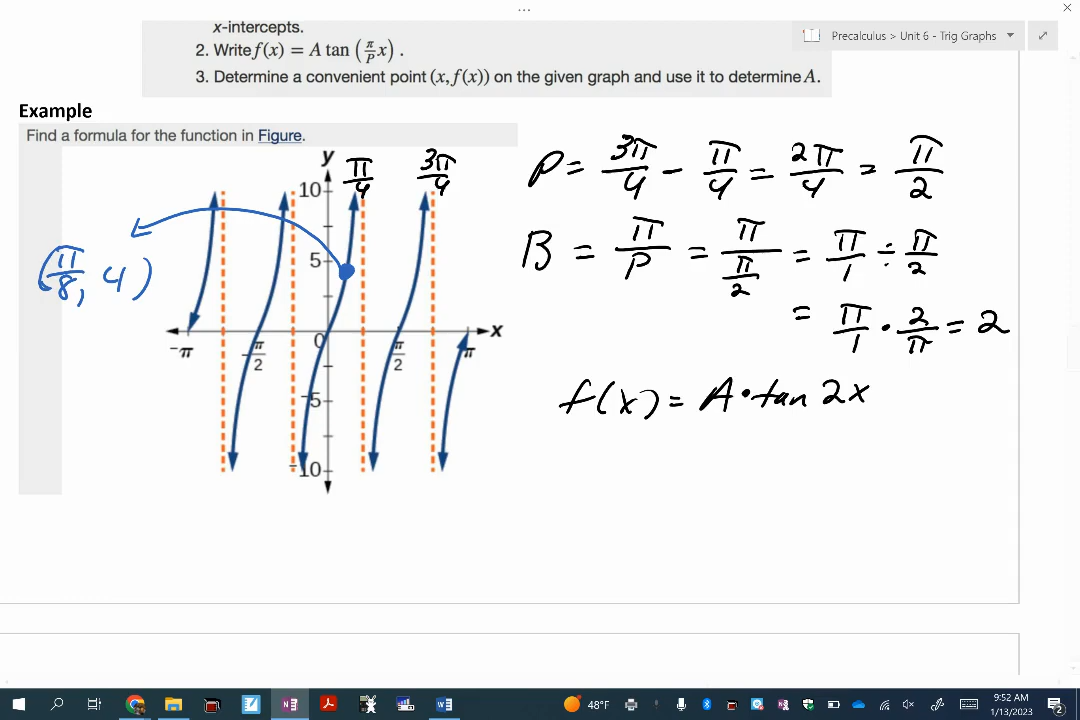 x-intercepts.
Precalculus > Unit 6 - Trig Graphs
2. Write f(x) = A tan (π/P x) .
3. Determine a convenient point (x, f(x)) on the given graph and use it to determine A.
Example
Find a formula for the function in Figure.
P = 3π/4 - π/4 = 2π/4 = π/2
y π/4 3π/4
10
B = π/P = π/(π/2) = π/1 ÷ π/2
(π/8, 4)
5
= π/1 • 2/π = 2
0 x
-π -π/2 π/2 π
f(x) = A • tan 2x
-5
-10
48°F
9:52 AM
1/13/2023
2